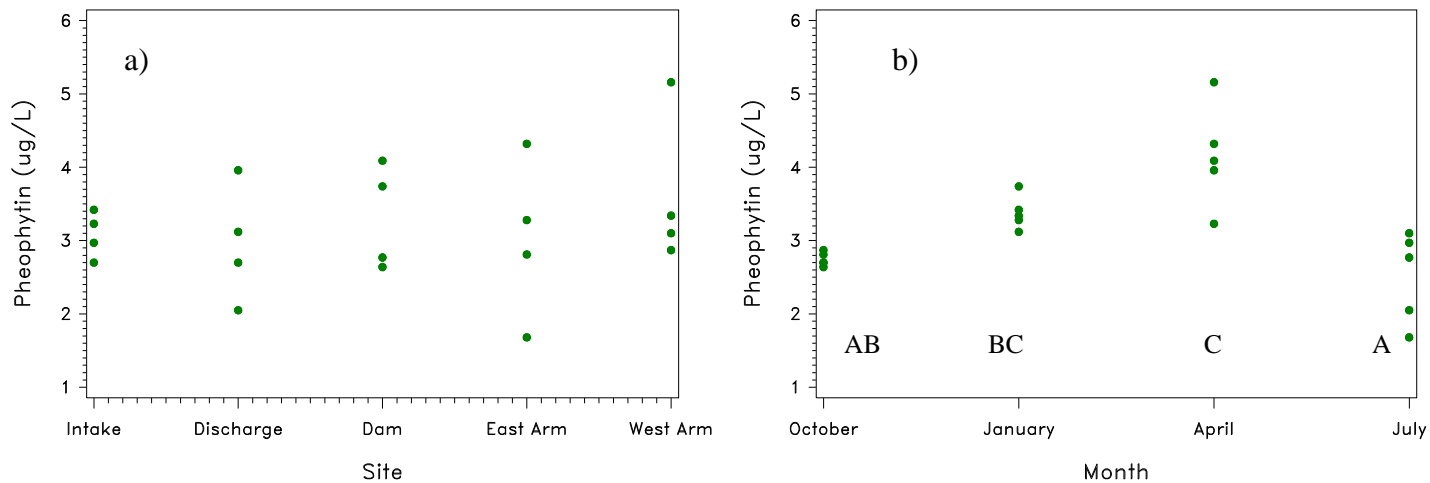 a)
Pheophytin (ug/L)
6
5
4
3
2
1
Intake Discharge Dam East Arm West Arm
Site
b)
Pheophytin (ug/L)
6
5
4
3
2
1
AB BC C A
October January April July
Month